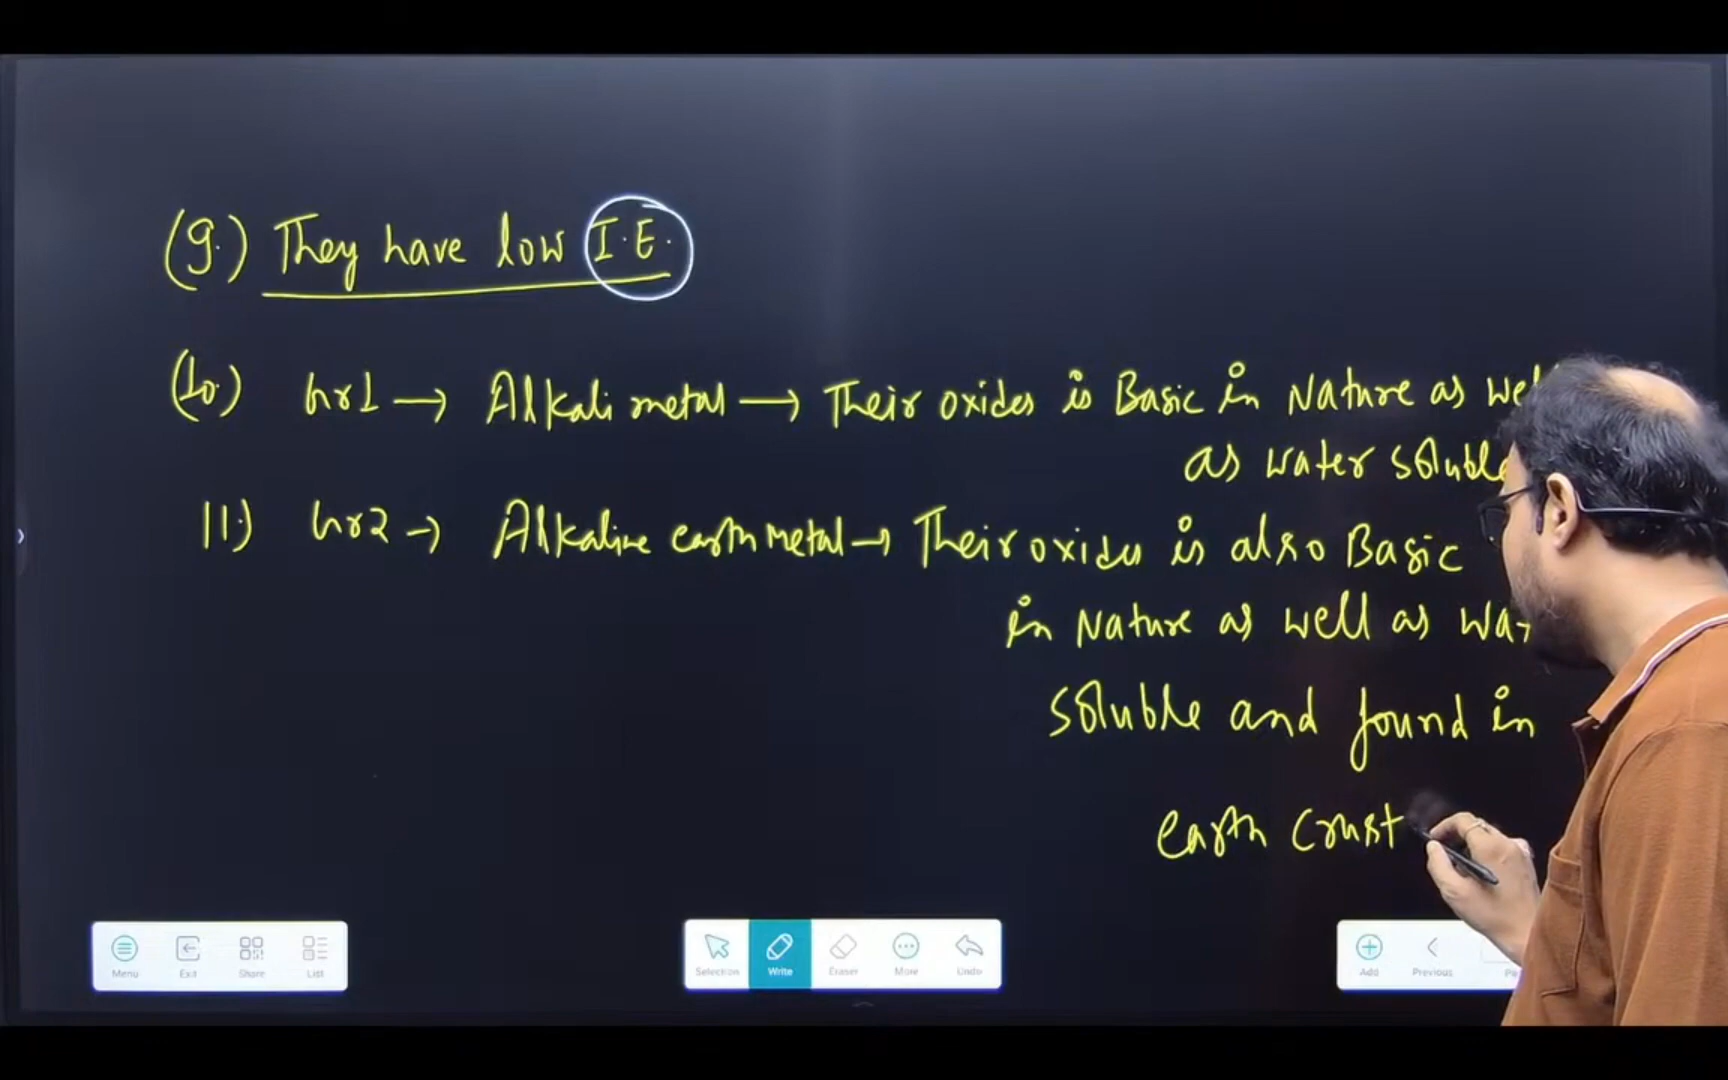 (9.) They have low I.E.
(10.) Gr1 → Alkali metal → Their oxides is Basic in Nature as well
as water soluble
11.) Gr2 → Alkaline earth metal → Their oxides is also Basic
in Nature as well as wat
soluble and found in
earth crust
Menu Exit Share List Selection Write Eraser More Undo Add Previous